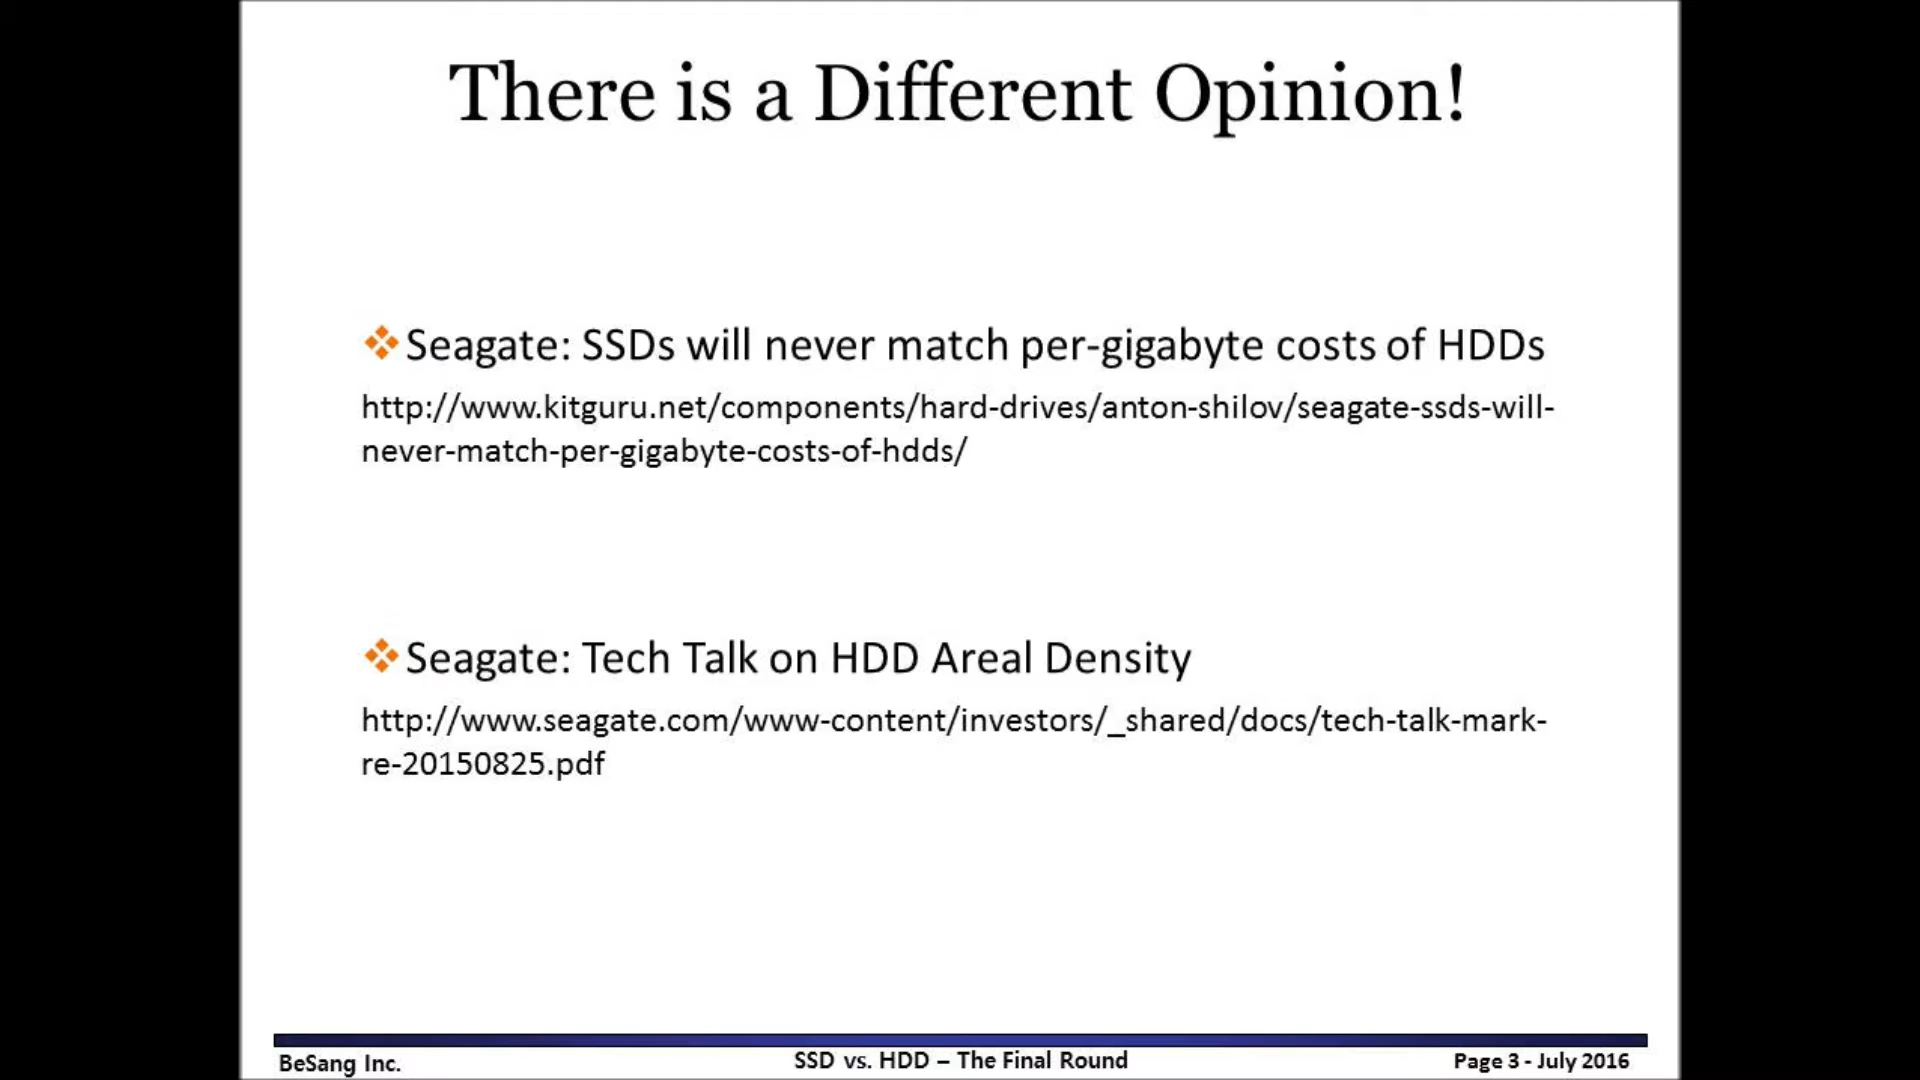 There is a Different Opinion!
Seagate: SSDs will never match per-gigabyte costs of HDDs
http://www.kitguru.net/components/hard-drives/anton-shilov/seagate-ssds-will-
never-match-per-gigabyte-costs-of-hdds/
Seagate: Tech Talk on HDD Areal Density
http://www.seagate.com/www-content/investors/_shared/docs/tech-talk-mark-
re-20150825.pdf
BeSang Inc.
SSD vs. HDD – The Final Round
Page 3 - July 2016